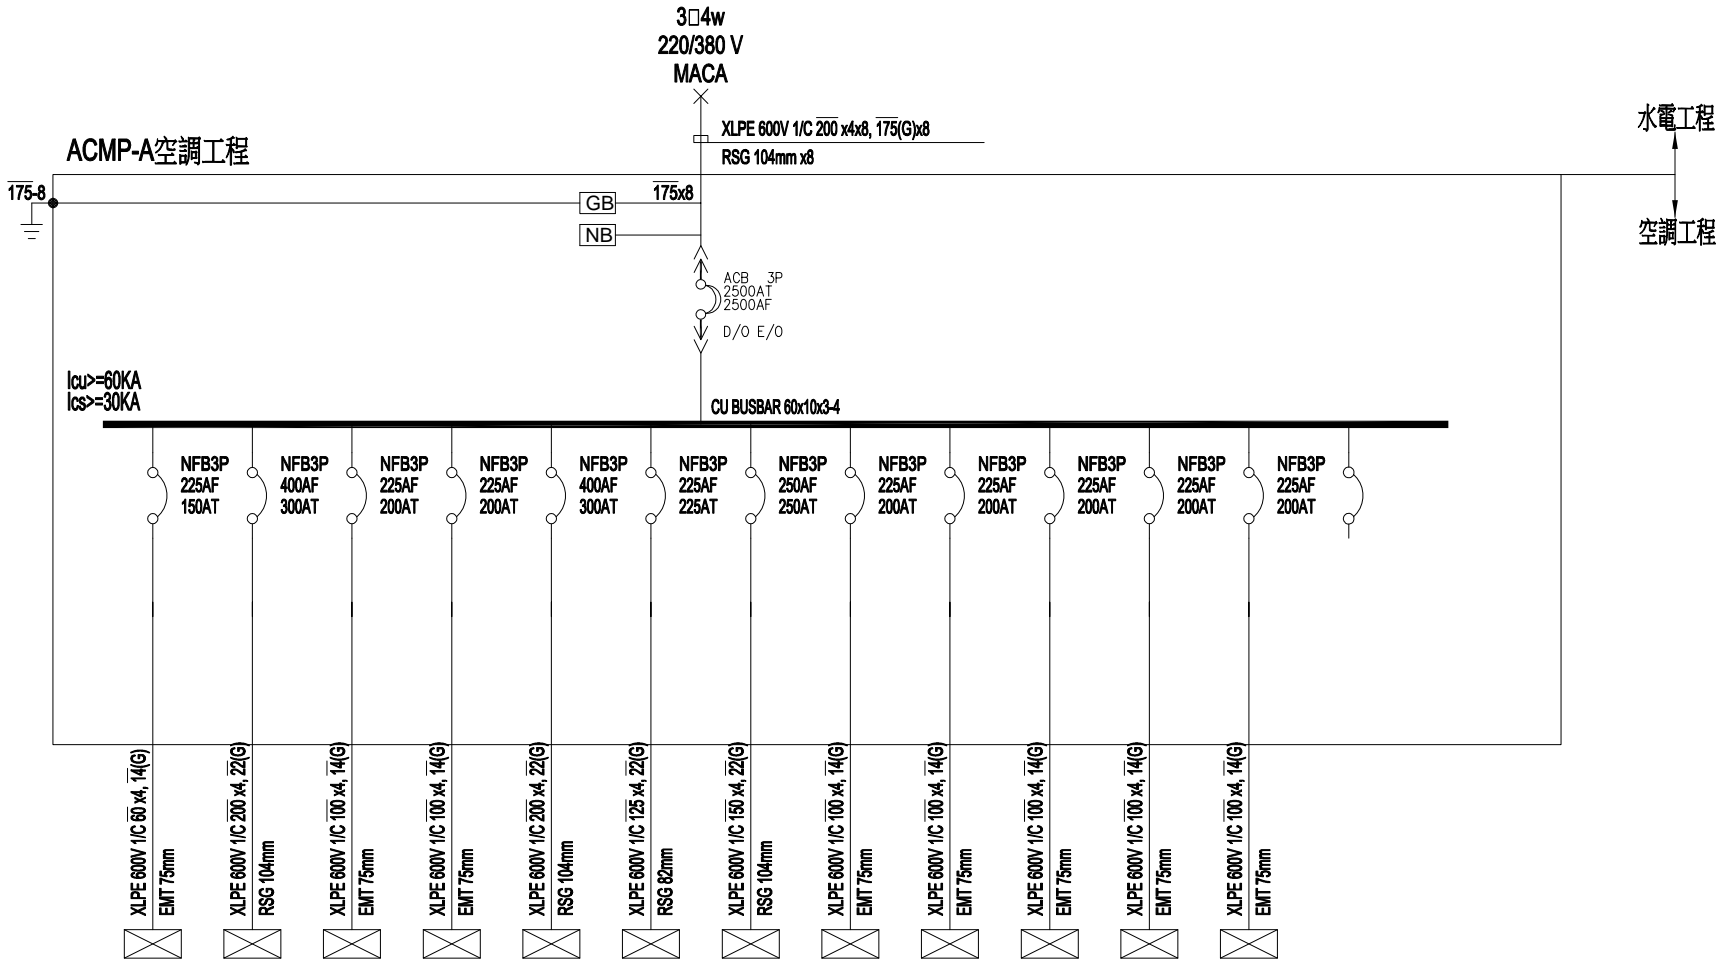 3□4w
220/380 V
MACA
XLPE 600V 1/C 200 x4x8, 175(G)x8
RSG 104mm x8
水電工程
空調工程
ACMP-A空調工程
175-8
175x8
GB
NB
ACB 3P
2500AT
2500AF
D/O E/O
Icu>=60KA
Ics>=30KA
CU BUSBAR 60x10x3-4
NFB3P
225AF
150AT
NFB3P
400AF
300AT
NFB3P
225AF
200AT
NFB3P
225AF
200AT
NFB3P
400AF
300AT
NFB3P
225AF
225AT
NFB3P
250AF
250AT
NFB3P
225AF
200AT
NFB3P
225AF
200AT
NFB3P
225AF
200AT
NFB3P
225AF
200AT
NFB3P
225AF
200AT
XLPE 600V 1/C 60 x4, 14(G)
EMT 75mm
XLPE 600V 1/C 200 x4, 22(G)
RSG 104mm
XLPE 600V 1/C 100 x4, 14(G)
EMT 75mm
XLPE 600V 1/C 100 x4, 14(G)
EMT 75mm
XLPE 600V 1/C 200 x4, 22(G)
RSG 104mm
XLPE 600V 1/C 125 x4, 22(G)
RSG 82mm
XLPE 600V 1/C 150 x4, 22(G)
RSG 104mm
XLPE 600V 1/C 100 x4, 14(G)
EMT 75mm
XLPE 600V 1/C 100 x4, 14(G)
EMT 75mm
XLPE 600V 1/C 100 x4, 14(G)
EMT 75mm
XLPE 600V 1/C 100 x4, 14(G)
EMT 75mm
XLPE 600V 1/C 100 x4, 14(G)
EMT 75mm